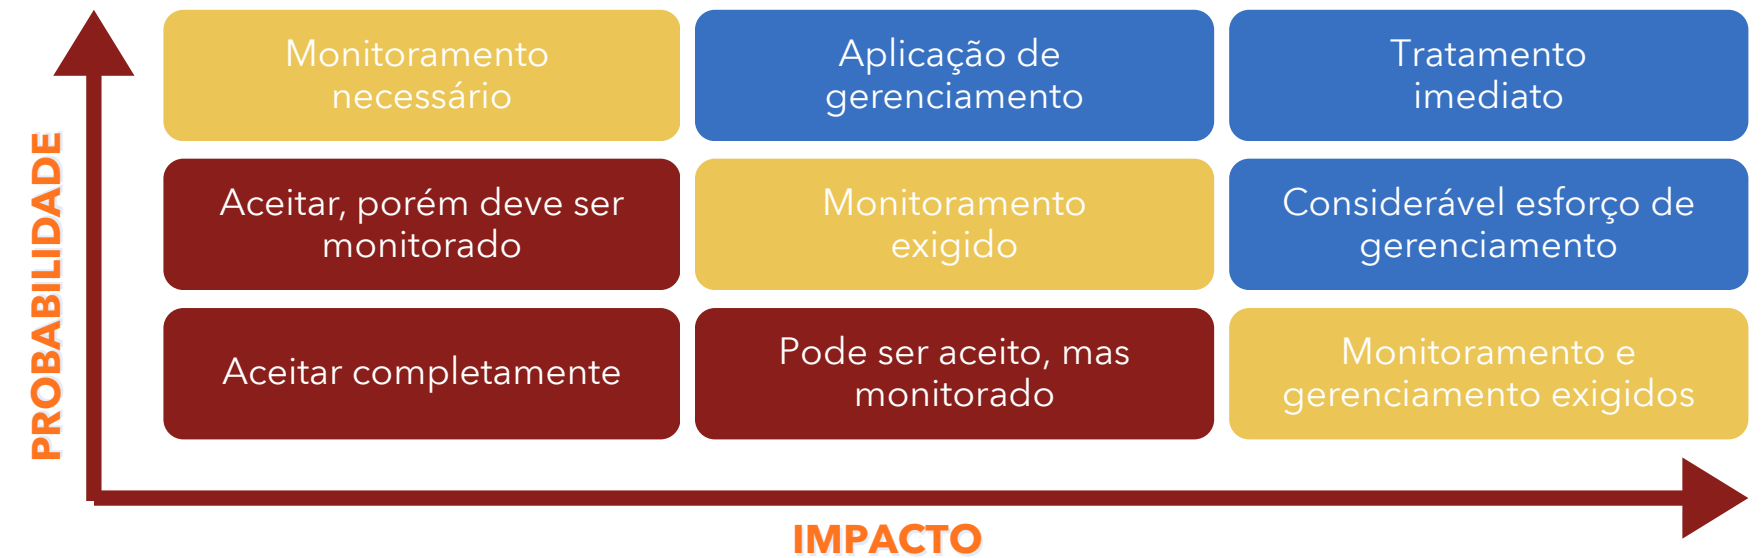 PROBABILIDADE
Monitoramento
necessário
Aplicação de
gerenciamento
Tratamento
imediato
Aceitar, porém deve ser
monitorado
Monitoramento
exigido
Considerável esforço de
gerenciamento
Aceitar completamente
Pode ser aceito, mas
monitorado
Monitoramento e
gerenciamento exigidos
IMPACTO